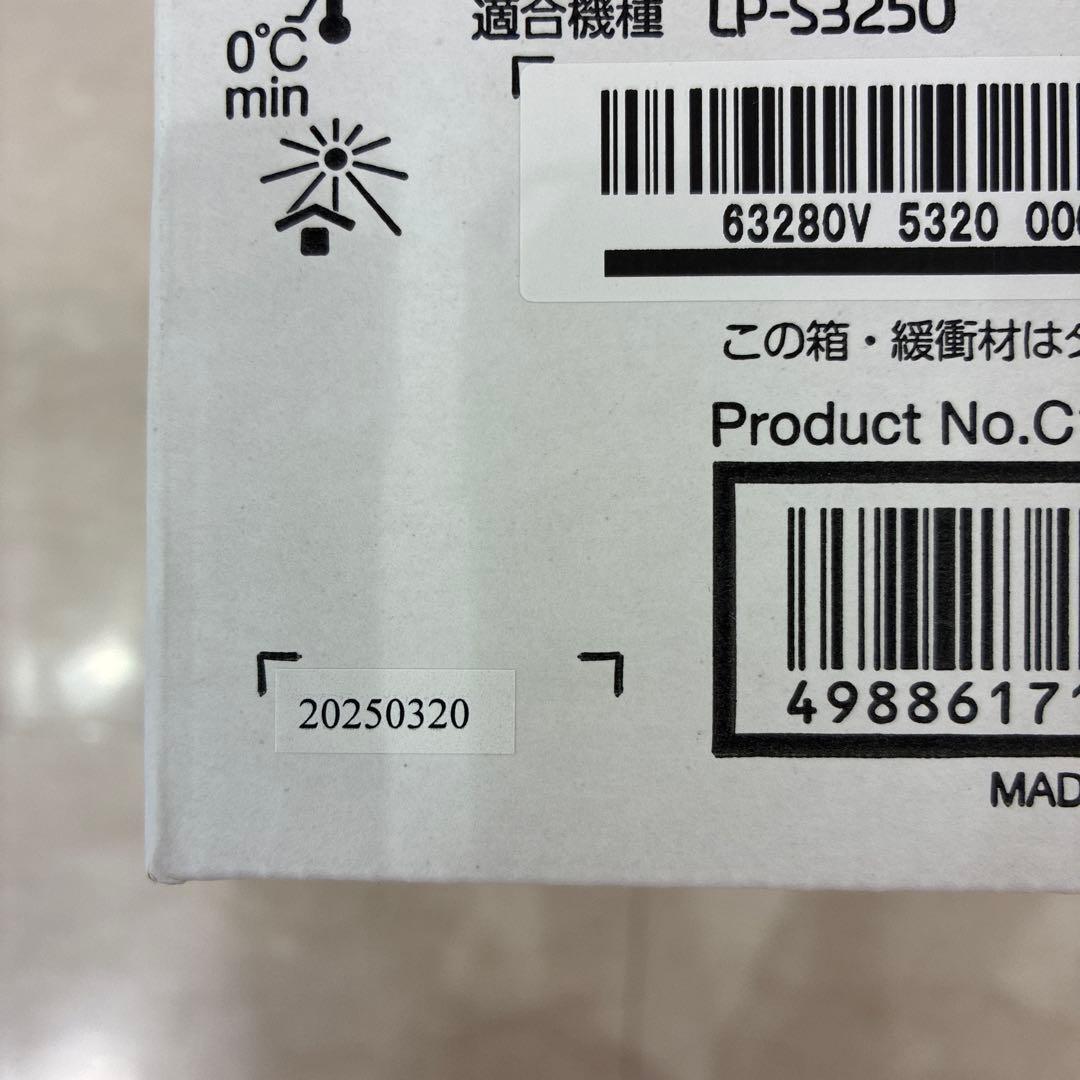 適合機種 LP-S3250
0℃
min
63280V 5320 00
この箱・緩衝材は
Product No.C
4988617
20250320
MAD